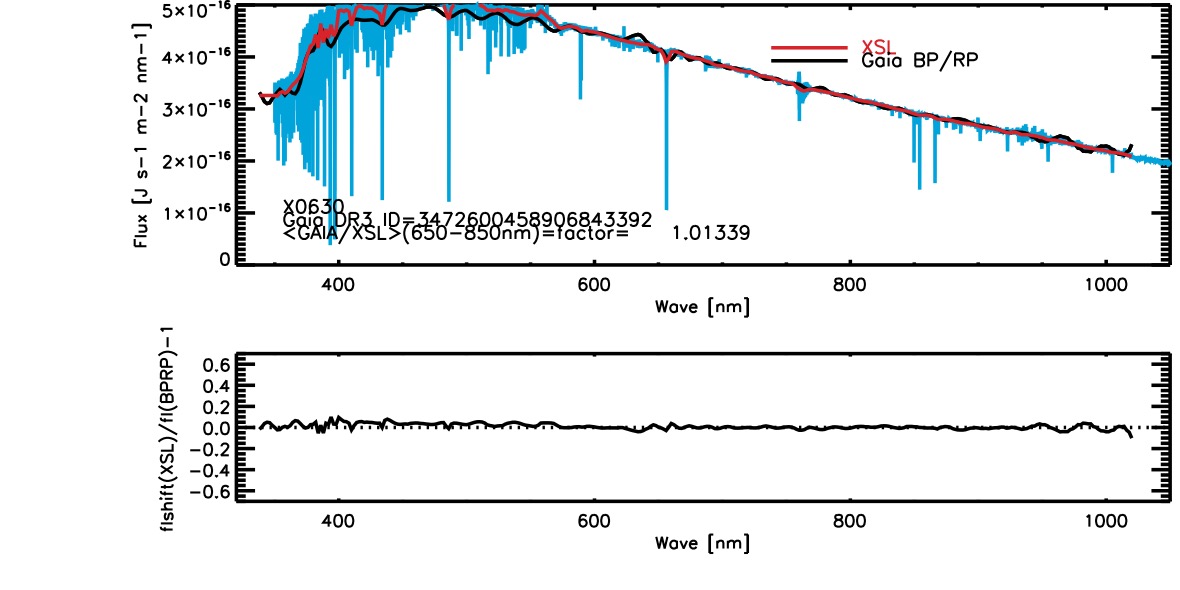 5×10⁻¹⁶
4×10⁻¹⁶
3×10⁻¹⁶
2×10⁻¹⁶
1×10⁻¹⁶
0
Flux [J s−1 m−2 nm−1]
XSL
Gaia BP/RP
X0630
Gaia DR3 ID=3472600458906843392
<GAIA/XSL>(650−850nm)=factor= 1.01339
400 600 800 1000
Wave [nm]
flshift(XSL)/fl(BPRP)−1
0.6
0.4
0.2
0.0
−0.2
−0.4
−0.6
400 600 800 1000
Wave [nm]